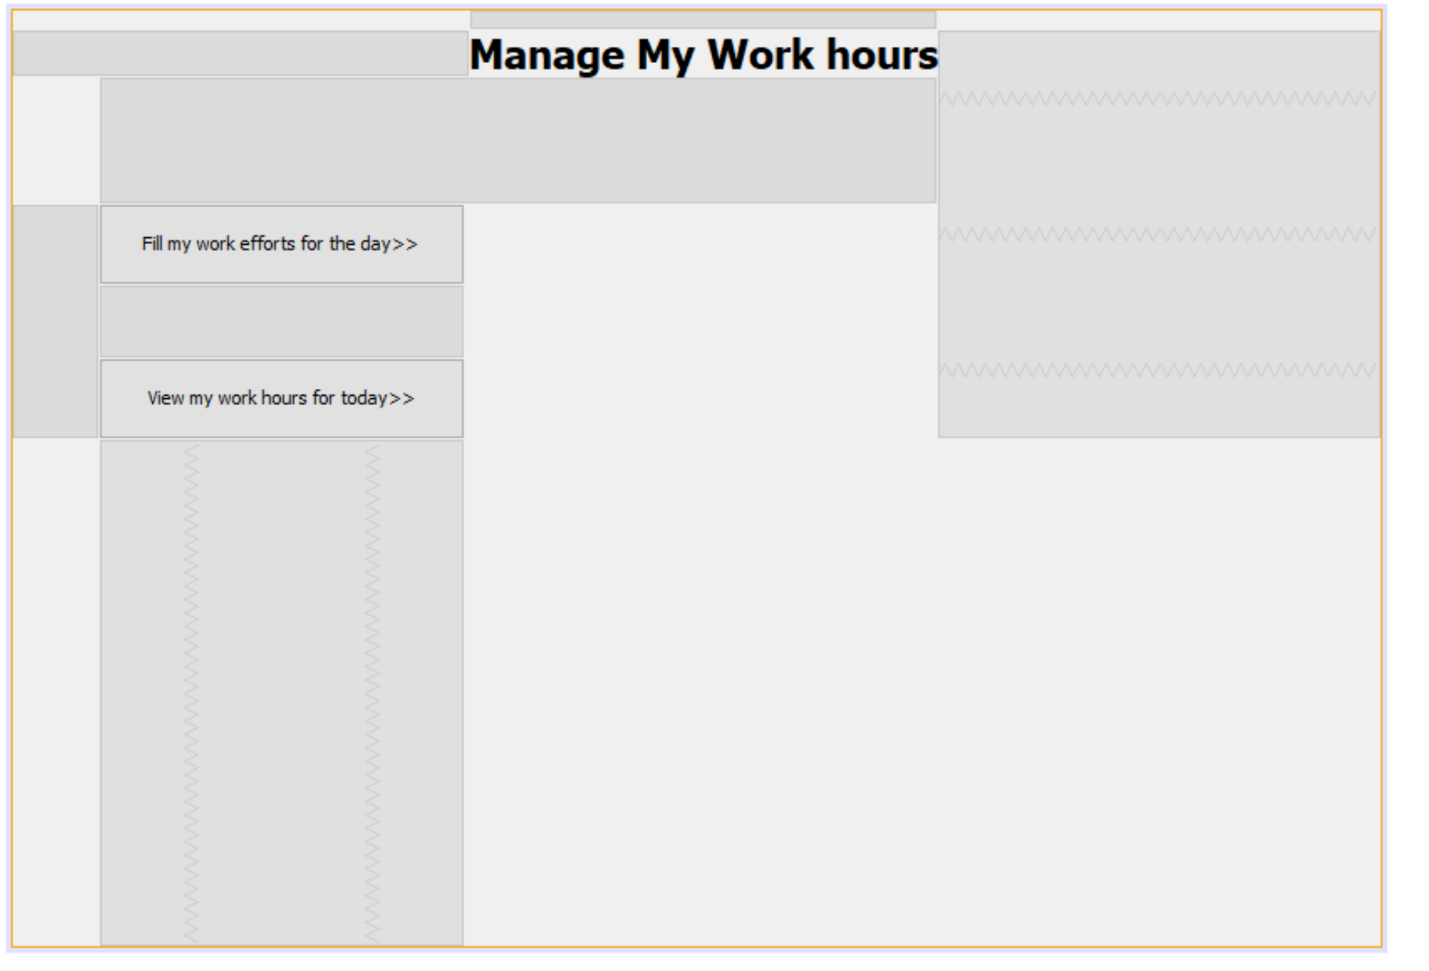 Manage My Work hours
Fill my work efforts for the day>>
View my work hours for today>>